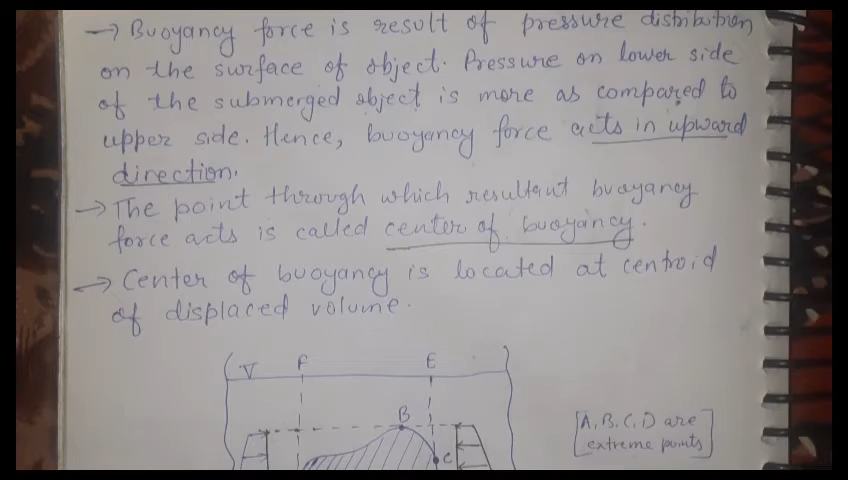 → Buoyancy force is result of pressure distribution
on the surface of object. Pressure on lower side
of the submerged object is more as compared to
upper side. Hence, buoyancy force acts in upward
direction.
→ The point through which resultant buoyancy
force acts is called center of buoyancy.
→ Center of buoyancy is located at centroid
of displaced volume.
F E
B
[A, B, C, D are
extreme points]
C